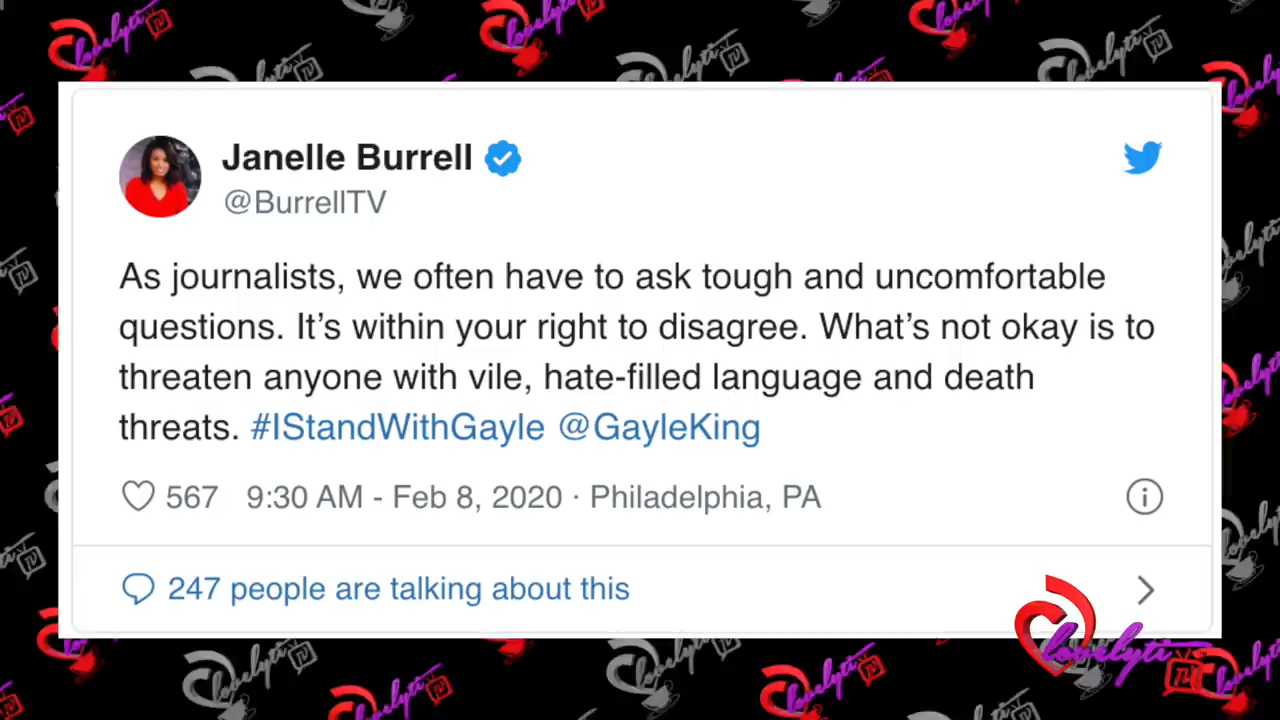 Janelle Burrell
@BurrellTV
As journalists, we often have to ask tough and uncomfortable
questions. It’s within your right to disagree. What’s not okay is to
threaten anyone with vile, hate-filled language and death
threats. #IStandWithGayle @GayleKing
567 9:30 AM - Feb 8, 2020 · Philadelphia, PA
247 people are talking about this
Lovelyti